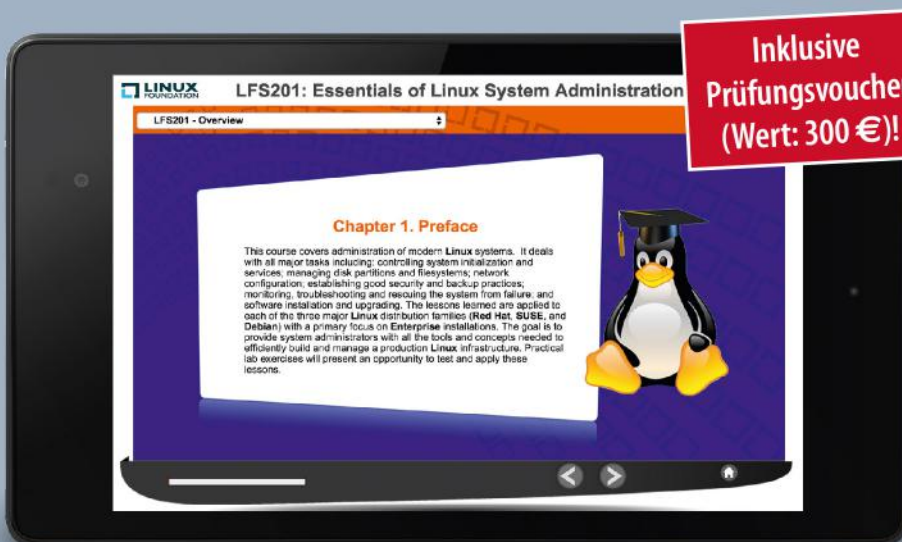 Inklusive
Prüfungsvoucher
(Wert: 300 €)!
LINUX
FOUNDATION
LFS201: Essentials of Linux System Administration
LFS201 - Overview
Chapter 1. Preface
This course covers administration of modern Linux systems. It deals
with all major tasks including: controlling system initialization and
services; managing disk partitions and filesystems; network
configuration; establishing good security and backup practices;
monitoring, troubleshooting and rescuing the system from failure; and
software installation and upgrading. The lessons learned are applied to
each of the three major Linux distribution families (Red Hat, SUSE, and
Debian) with a primary focus on Enterprise installations. The goal is to
provide system administrators with all the tools and concepts needed to
efficiently build and manage a production Linux infrastructure. Practical
lab exercises will present an opportunity to test and apply these
lessons.